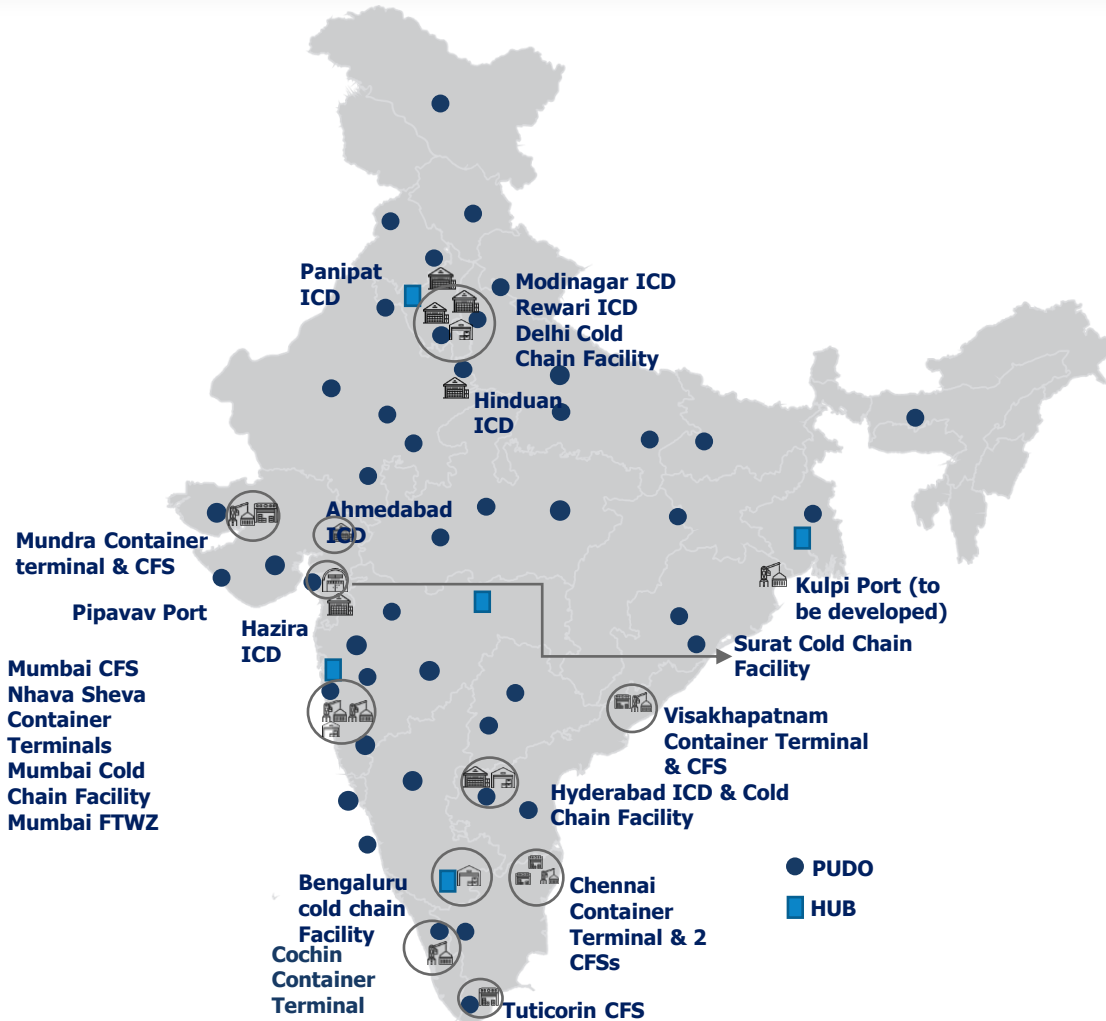 Panipat
ICD
Modinagar ICD
Rewari ICD
Delhi Cold
Chain Facility
Hinduan
ICD
Ahmedabad
ICD
Mundra Container
terminal & CFS
Pipavav Port
Hazira
ICD
Kulpi Port (to
be developed)
Surat Cold Chain
Facility
Mumbai CFS
Nhava Sheva
Container
Terminals
Mumbai Cold
Chain Facility
Mumbai FTWZ
Visakhapatnam
Container Terminal
& CFS
Hyderabad ICD & Cold
Chain Facility
Bengaluru
cold chain
Facility
Chennai
Container
Terminal & 2
CFSs
PUDO
HUB
Cochin
Container
Terminal
Tuticorin CFS